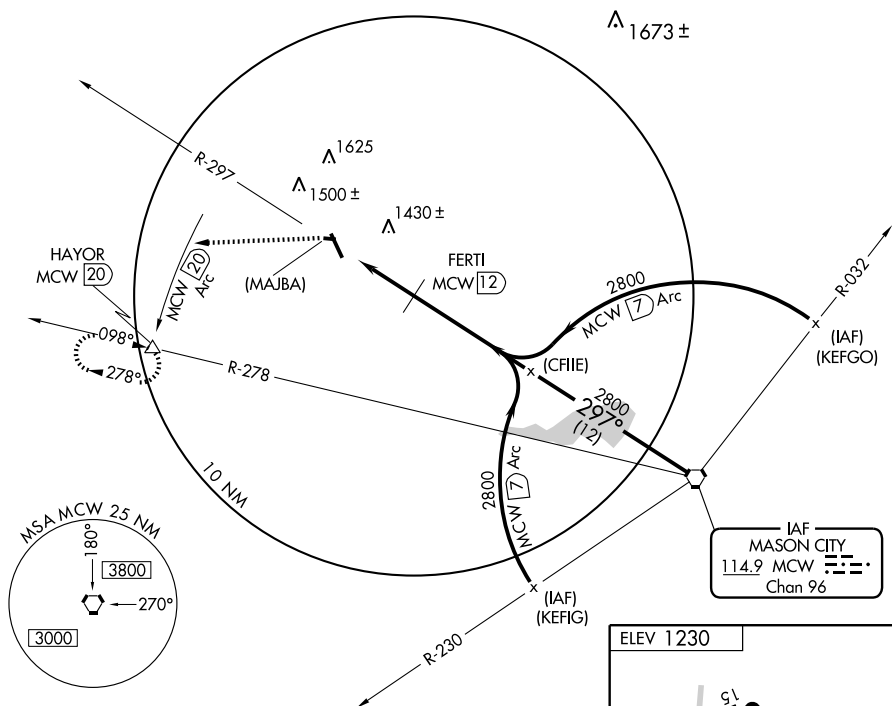 1673 ±
1625
1500 ±
1430 ±
R-297
HAYOR
MCW 20
MCW 20
Arc
(MAJBA)
FERTI
MCW 12
2800
MCW 7 Arc
R-032
(IAF)
(KEFGO)
098°
278°
R-278
(CFIIE)
2800
297°
(12)
10 NM
2800
MCW 7 Arc
MSA MCW 25 NM
180°
3800
270°
3000
IAF
MASON CITY
114.9 MCW
Chan 96
(IAF)
(KEFIG)
R-230
ELEV 1230
15